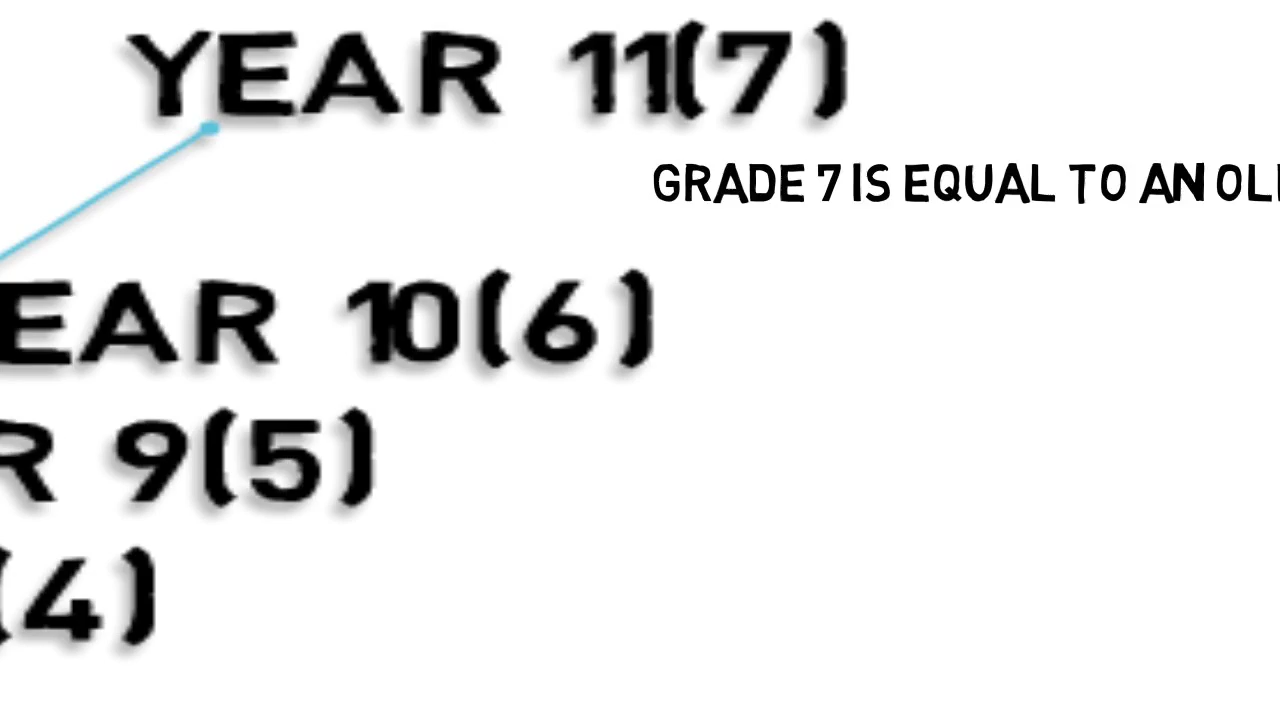 YEAR 11(7)
GRADE 7 IS EQUAL TO AN
EAR 10(6)
R 9(5)
(4)